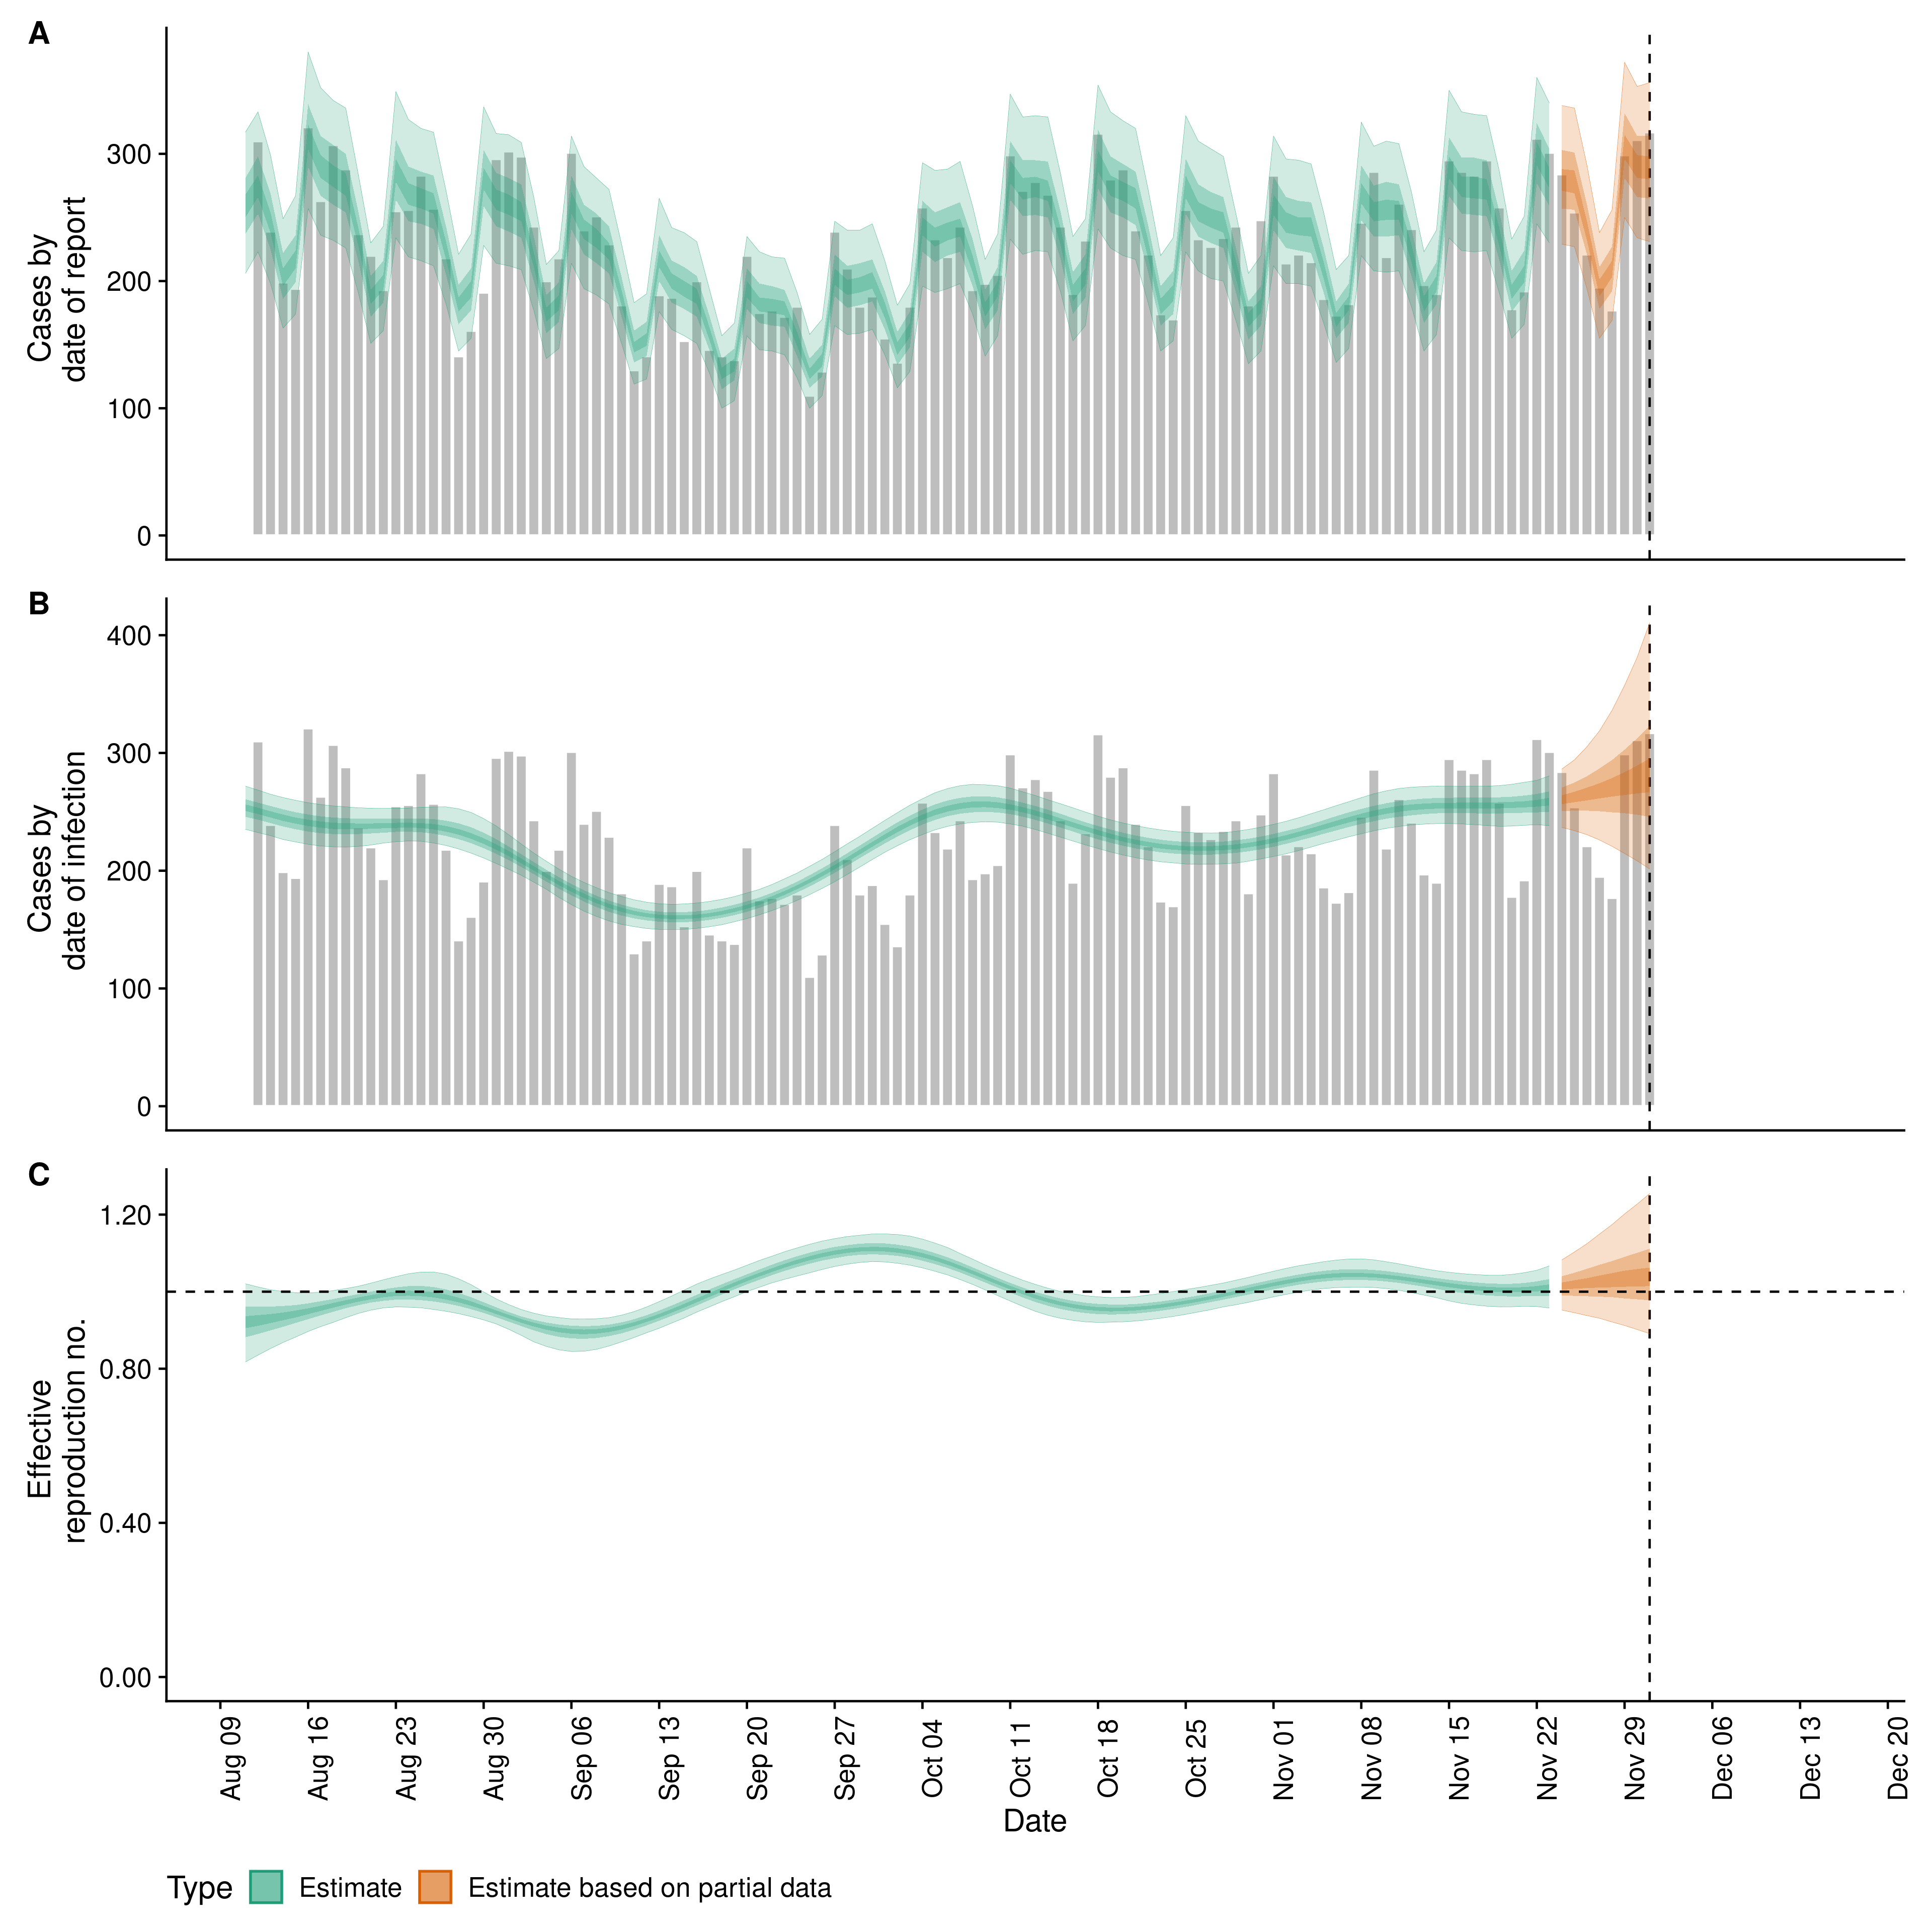 A
Cases by
date of report
300
200
100
0
B
Cases by
date of infection
400
300
200
100
0
C
Effective
reproduction no.
1.20
0.80
0.40
0.00
Aug 09
Aug 16
Aug 23
Aug 30
Sep 06
Sep 13
Sep 20
Sep 27
Oct 04
Oct 11
Oct 18
Oct 25
Nov 01
Nov 08
Nov 15
Nov 22
Nov 29
Dec 06
Dec 13
Dec 20
Date
Type Estimate Estimate based on partial data